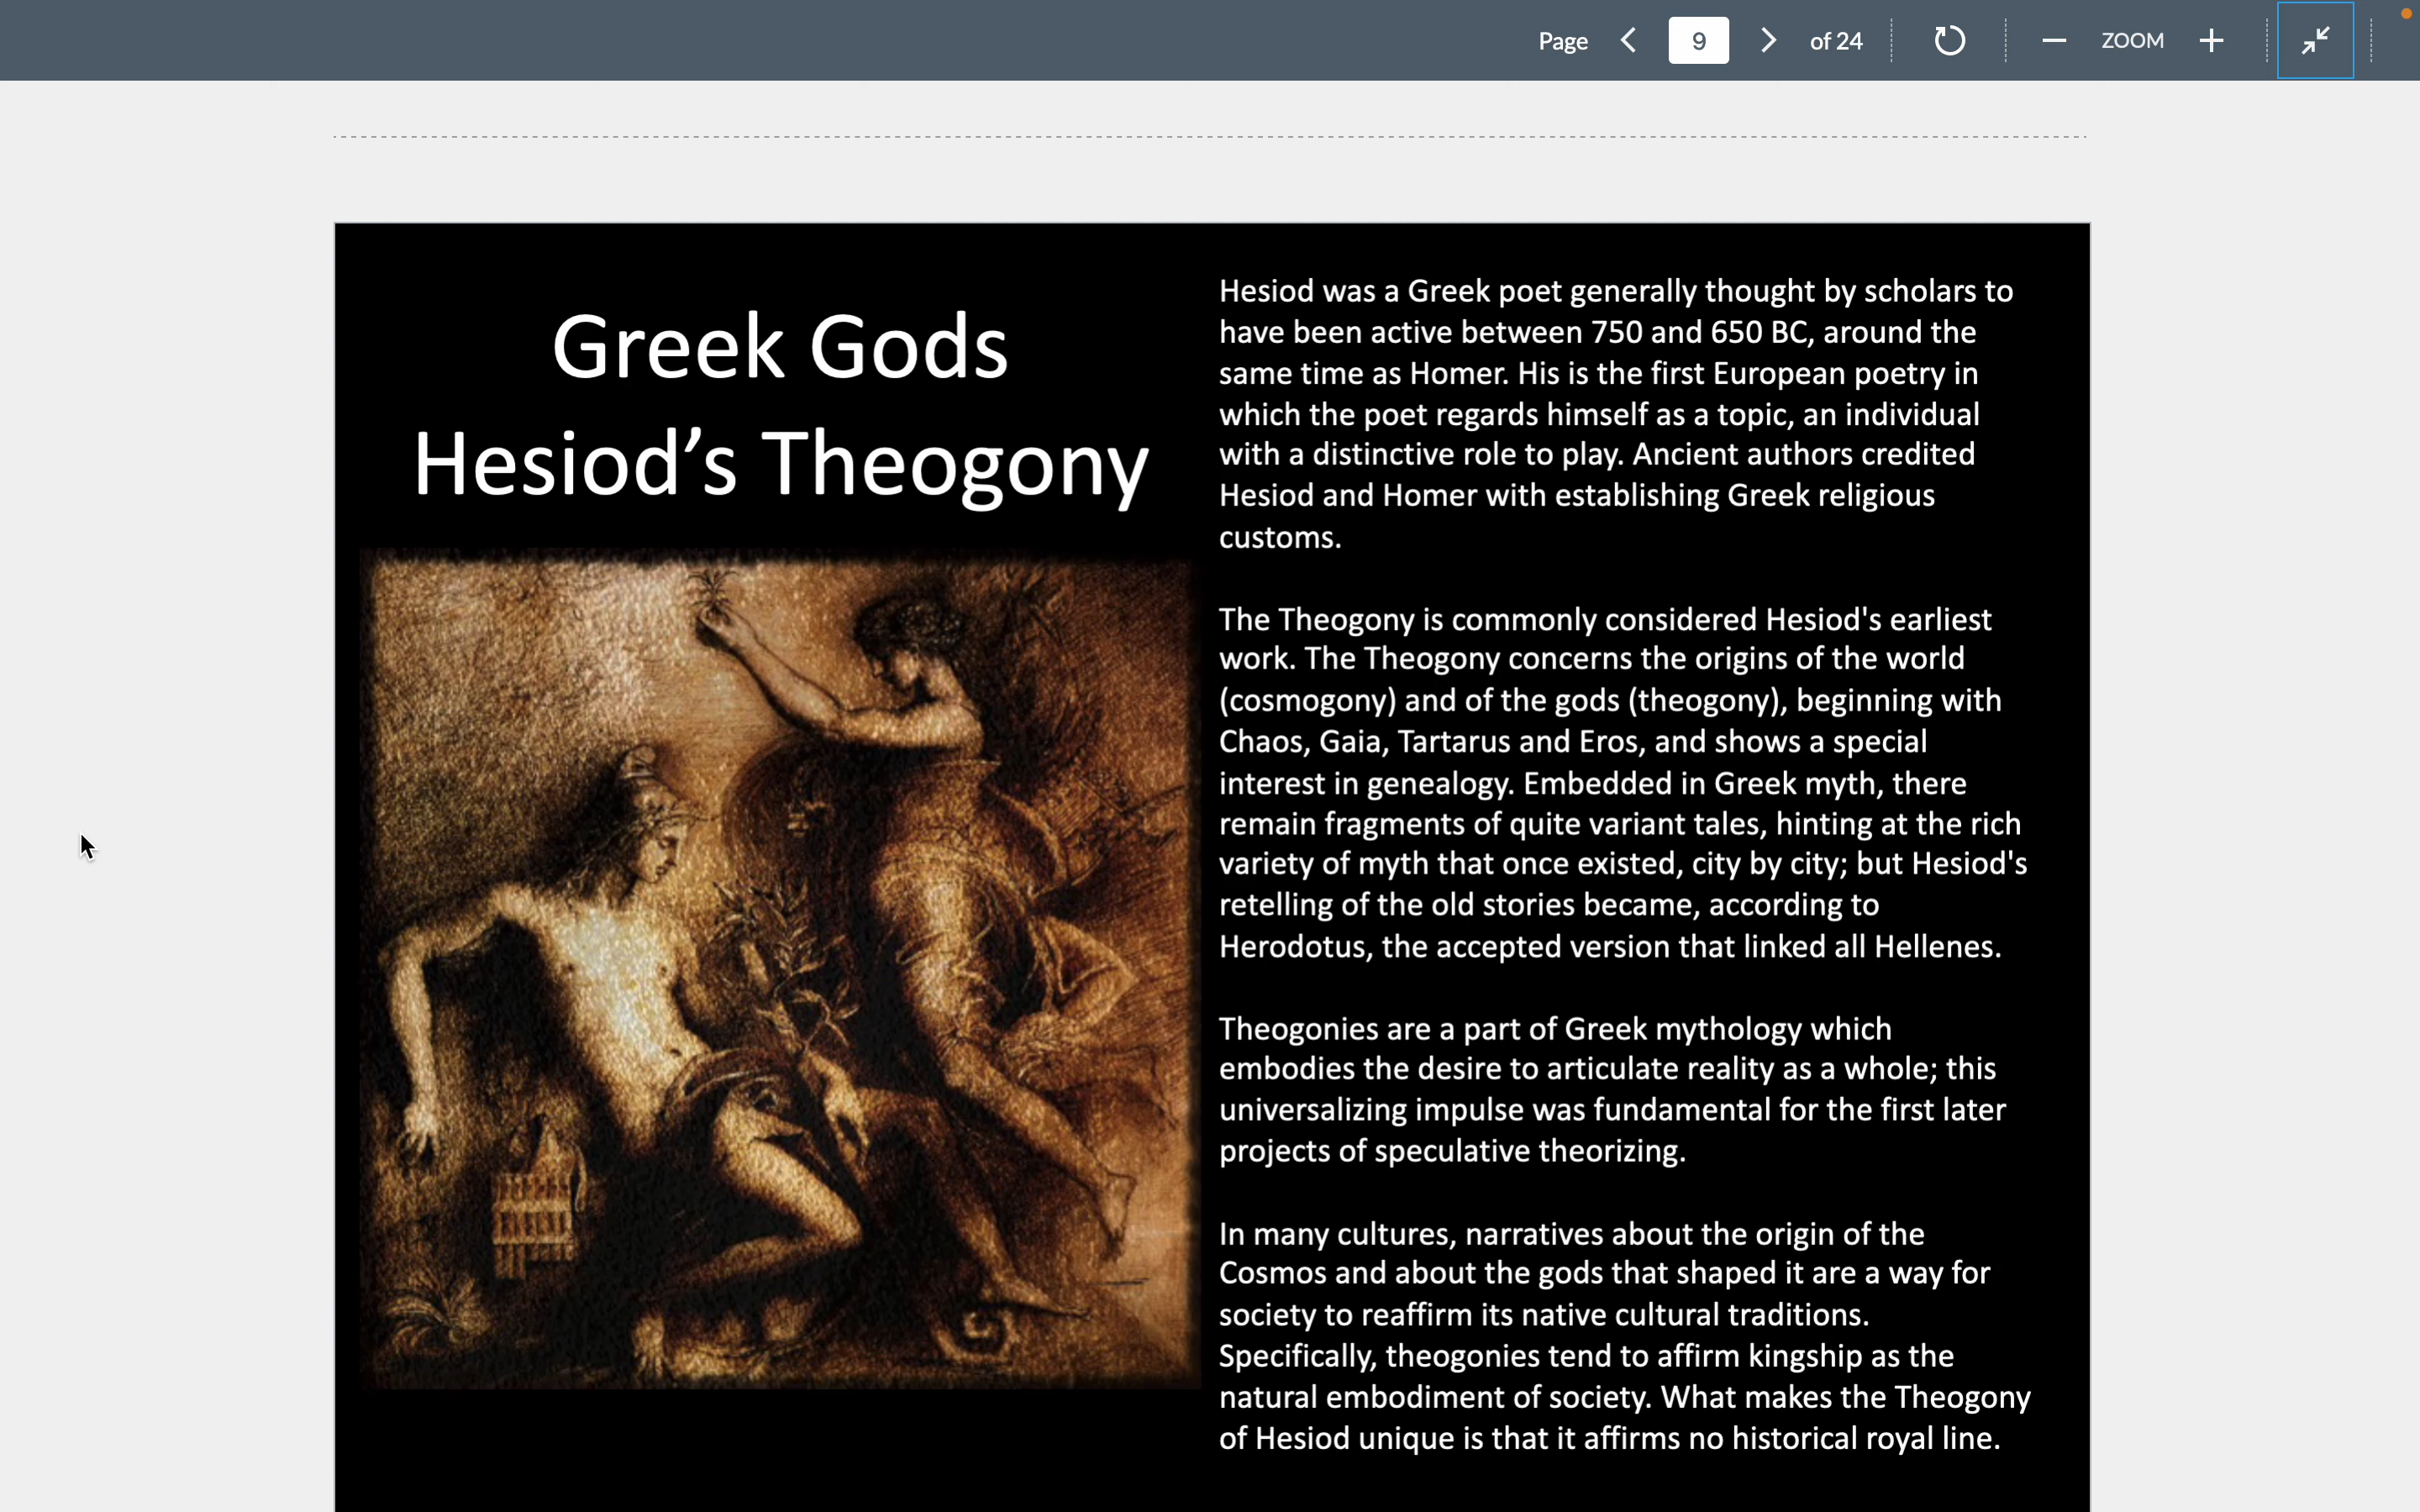 Page 9 of 24 ZOOM
Greek Gods
Hesiod’s Theogony
Hesiod was a Greek poet generally thought by scholars to
have been active between 750 and 650 BC, around the
same time as Homer. His is the first European poetry in
which the poet regards himself as a topic, an individual
with a distinctive role to play. Ancient authors credited
Hesiod and Homer with establishing Greek religious
customs.
The Theogony is commonly considered Hesiod's earliest
work. The Theogony concerns the origins of the world
(cosmogony) and of the gods (theogony), beginning with
Chaos, Gaia, Tartarus and Eros, and shows a special
interest in genealogy. Embedded in Greek myth, there
remain fragments of quite variant tales, hinting at the rich
variety of myth that once existed, city by city; but Hesiod's
retelling of the old stories became, according to
Herodotus, the accepted version that linked all Hellenes.
Theogonies are a part of Greek mythology which
embodies the desire to articulate reality as a whole; this
universalizing impulse was fundamental for the first later
projects of speculative theorizing.
In many cultures, narratives about the origin of the
Cosmos and about the gods that shaped it are a way for
society to reaffirm its native cultural traditions.
Specifically, theogonies tend to affirm kingship as the
natural embodiment of society. What makes the Theogony
of Hesiod unique is that it affirms no historical royal line.